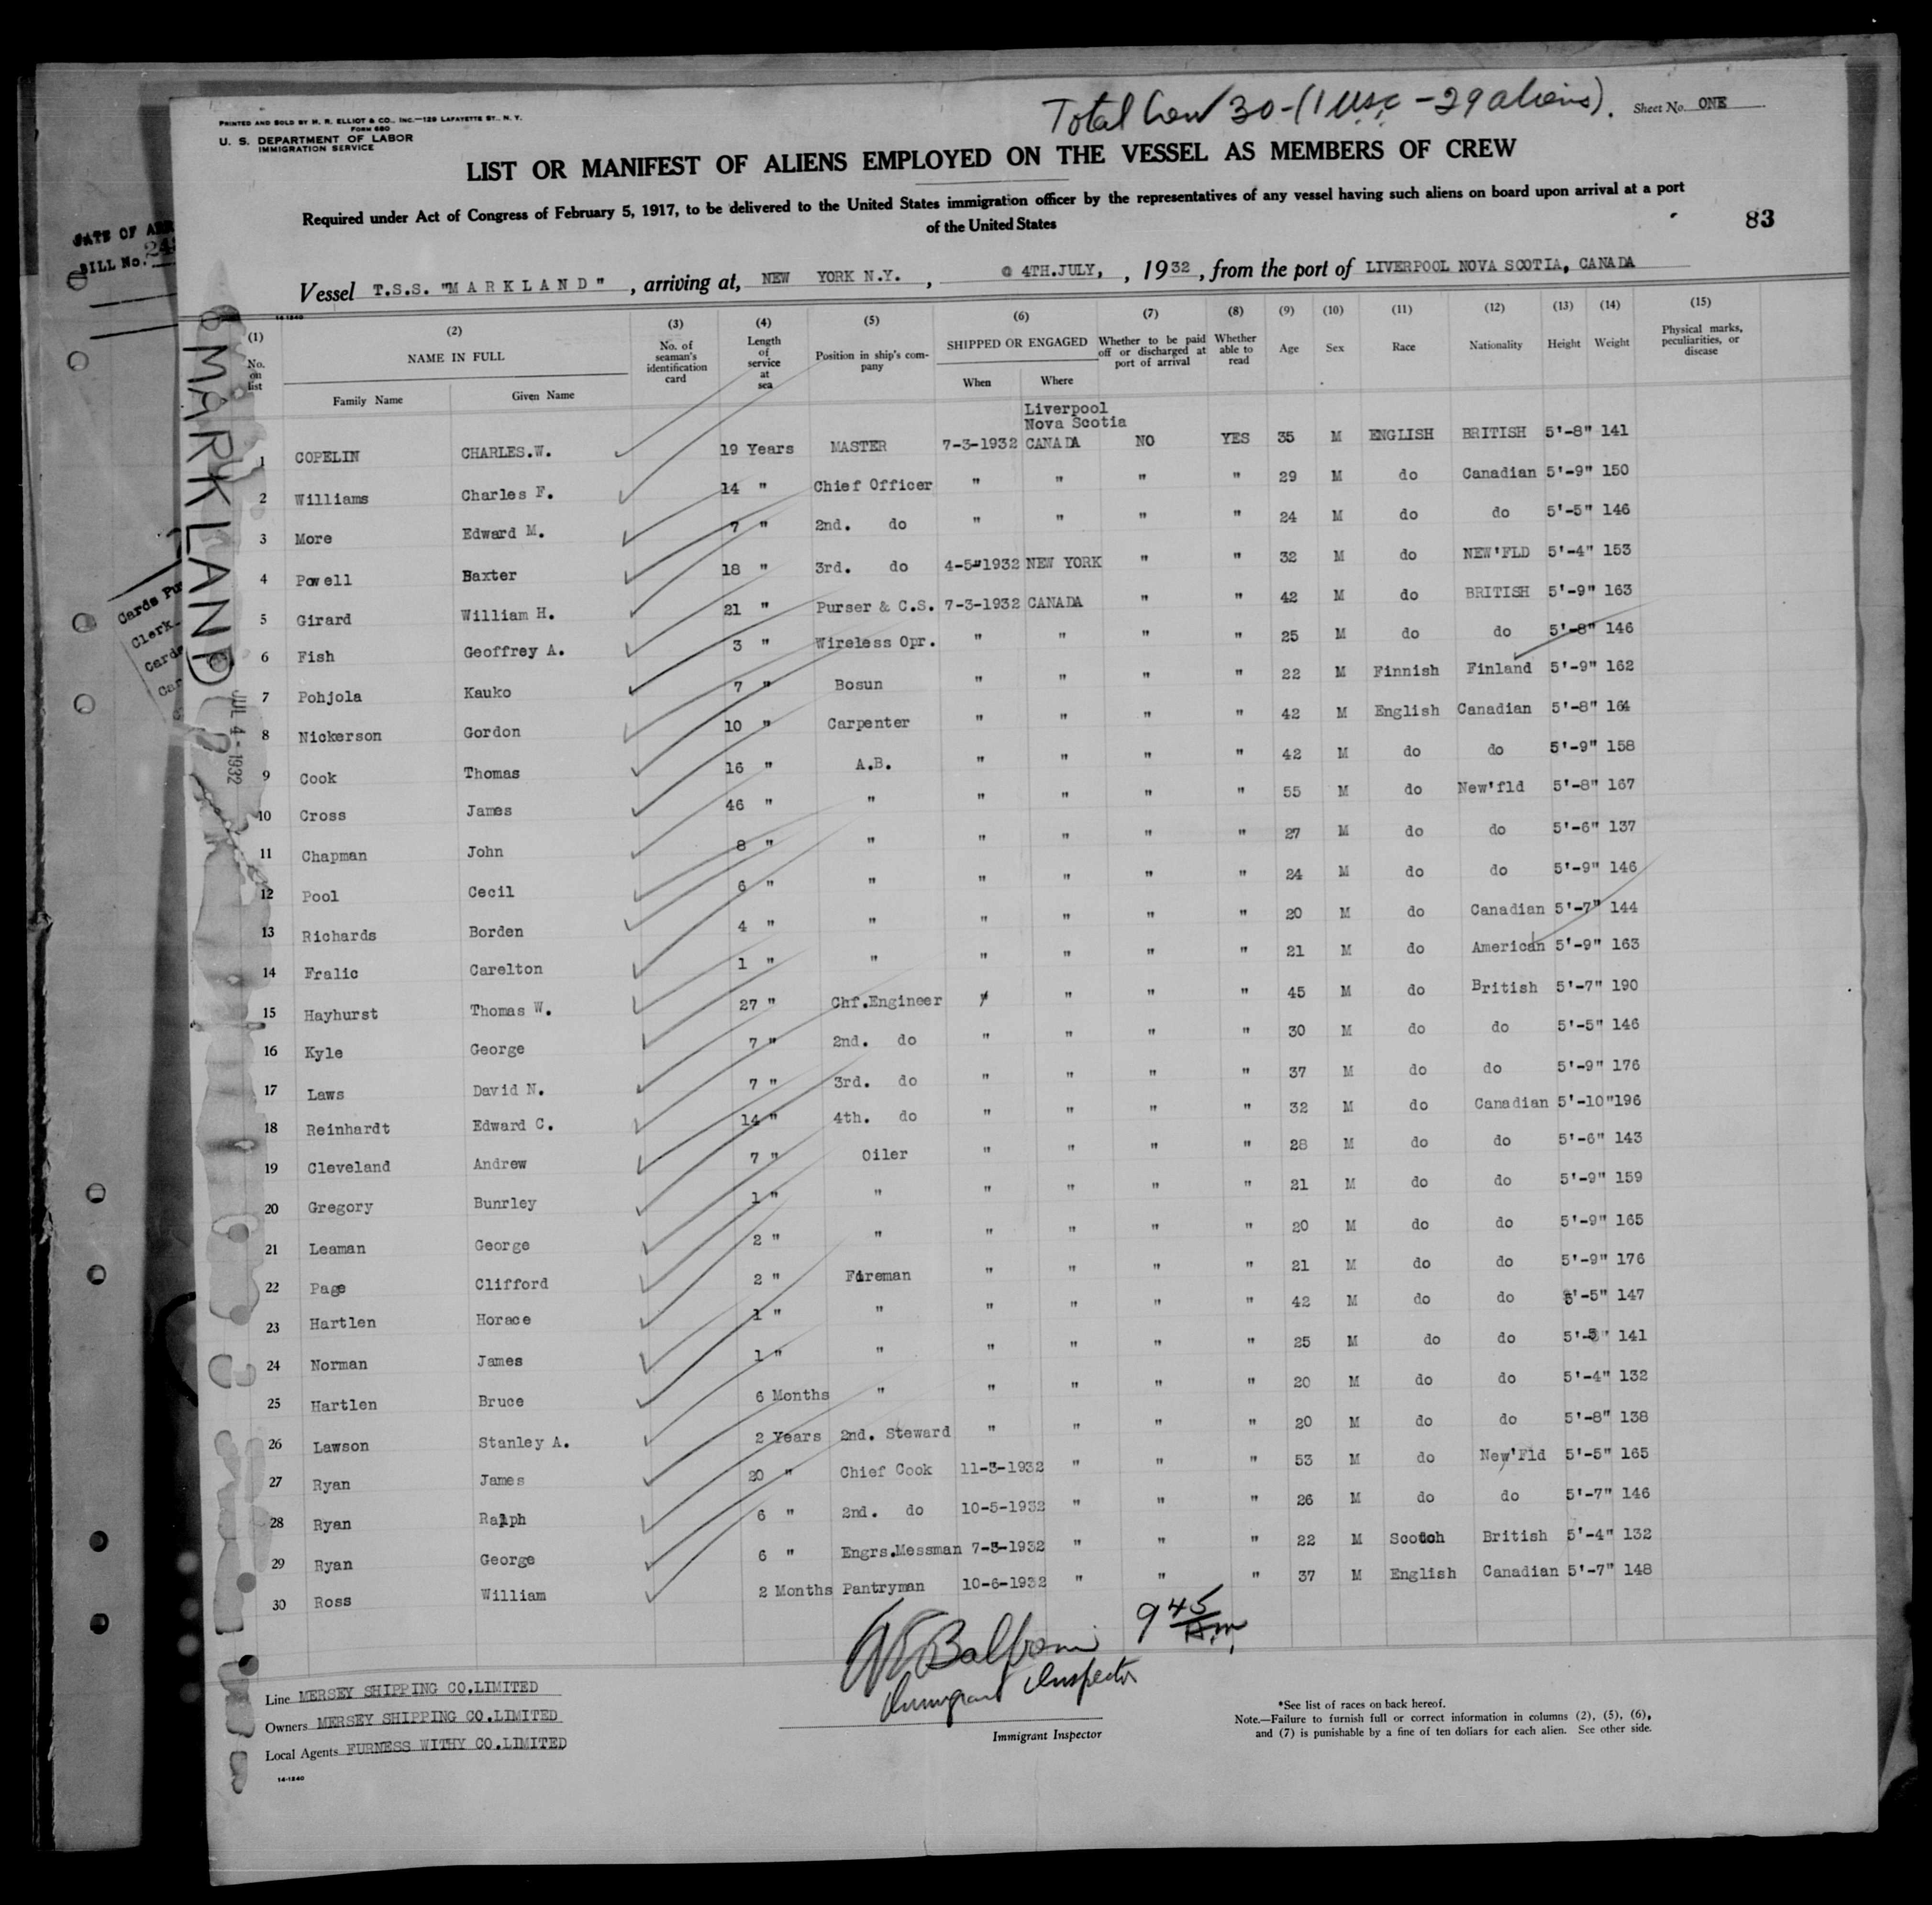 Total Crew 30-(1 USC - 29 aliens).
Sheet No. ONE
PRINTED AND SOLD BY M. R. ELLIOT & CO., INC.—129 LAFAYETTE ST., N. Y.
FORM 680
U. S. DEPARTMENT OF LABOR
IMMIGRATION SERVICE
LIST OR MANIFEST OF ALIENS EMPLOYED ON THE VESSEL AS MEMBERS OF CREW
Required under Act of Congress of February 5, 1917, to be delivered to the United States immigration officer by the representatives of any vessel having such aliens on board upon arrival at a port
of the United States
83
DATE OF ARR
BILL No. 24
Vessel T.S.S. "MARKLAND", arriving at, NEW YORK N.Y., @ 4TH.JULY, , 1932, from the port of LIVERPOOL NOVA SCOTIA, CANADA
14-1240
(1) No. on list (2) NAME IN FULL Family Name Given Name (3) No. of seaman's identification card (4) Length of service at sea (5) Position in ship's company (6) SHIPPED OR ENGAGED When Where (7) Whether to be paid off or discharged at port of arrival (8) Whether able to read (9) Age (10) Sex (11) Race (12) Nationality (13) Height (14) Weight (15) Physical marks, peculiarities, or disease
Liverpool
Nova Scotia
1 COPELIN CHARLES.W. 19 Years MASTER 7-3-1932 CANADA NO YES 35 M ENGLISH BRITISH 5'-8" 141
2 Williams Charles F. 14 " Chief Officer " " " " 29 M do Canadian 5'-9" 150
3 More Edward M. 7 " 2nd. do " " " " 24 M do do 5'-5" 146
4 Powell Baxter 18 " 3rd. do 4-5-1932 NEW YORK " " 32 M do NEW'FLD 5'-4" 153
5 Girard William H. 21 " Purser & C.S. 7-3-1932 CANADA " " 42 M do BRITISH 5'-9" 163
6 Fish Geoffrey A. 3 " Wireless Opr. " " " " 25 M do do 5'-8" 146
7 Pohjola Kauko 7 " Bosun " " " " 22 M Finnish Finland 5'-9" 162
8 Nickerson Gordon 10 " Carpenter " " " " 42 M English Canadian 5'-8" 164
9 Cook Thomas 16 " A.B. " " " " 42 M do do 5'-9" 158
10 Cross James 46 " " " " " " 55 M do New'fld 5'-8" 167
11 Chapman John 8 " " " " " " 27 M do do 5'-6" 137
12 Pool Cecil 6 " " " " " " 24 M do do 5'-9" 146
13 Richards Borden 4 " " " " " " 20 M do Canadian 5'-7" 144
14 Fralic Carelton 1 " " " " " " 21 M do American 5'-9" 163
15 Hayhurst Thomas W. 27 " Chf.Engineer " " " " 45 M do British 5'-7" 190
16 Kyle George 7 " 2nd. do " " " " 30 M do do 5'-5" 146
17 Laws David N. 7 " 3rd. do " " " " 37 M do do 5'-9" 176
18 Reinhardt Edward C. 14 " 4th. do " " " " 32 M do Canadian 5'-10" 196
19 Cleveland Andrew 7 " Oiler " " " " 28 M do do 5'-6" 143
20 Gregory Bunrley 1 " " " " " " 21 M do do 5'-9" 159
21 Leaman George 2 " " " " " " 20 M do do 5'-9" 165
22 Page Clifford 2 " Fireman " " " " 21 M do do 5'-9" 176
23 Hartlen Horace 1 " " " " " " 42 M do do 5'-5" 147
24 Norman James 1 " " " " " " 25 M do do 5'-5" 141
25 Hartlen Bruce 6 Months " " " " " 20 M do do 5'-4" 132
26 Lawson Stanley A. 2 Years 2nd. Steward " " " " 20 M do do 5'-8" 138
27 Ryan James 20 " Chief Cook 11-3-1932 " " " 53 M do New'Fld 5'-5" 165
28 Ryan Ralph 6 " 2nd. do 10-5-1932 " " " 26 M do do 5'-7" 146
29 Ryan George 6 " Engrs.Messman 7-3-1932 " " " 22 M Scotch British 5'-4" 132
30 Ross William 2 Months Pantryman 10-6-1932 " " " 37 M English Canadian 5'-7" 148
MARKLAND
JUL 4 - 1932
Clerk
Cards
9 45 A.m.
Immigrant Inspector
Line MERSEY SHIPPING CO.LIMITED
Owners MERSEY SHIPPING CO.LIMITED
Local Agents FURNESS WITHY CO.LIMITED
Immigrant Inspector
*See list of races on back hereof.
Note.—Failure to furnish full or correct information in columns (2), (5), (6),
and (7) is punishable by a fine of ten dollars for each alien. See other side.
14-1240